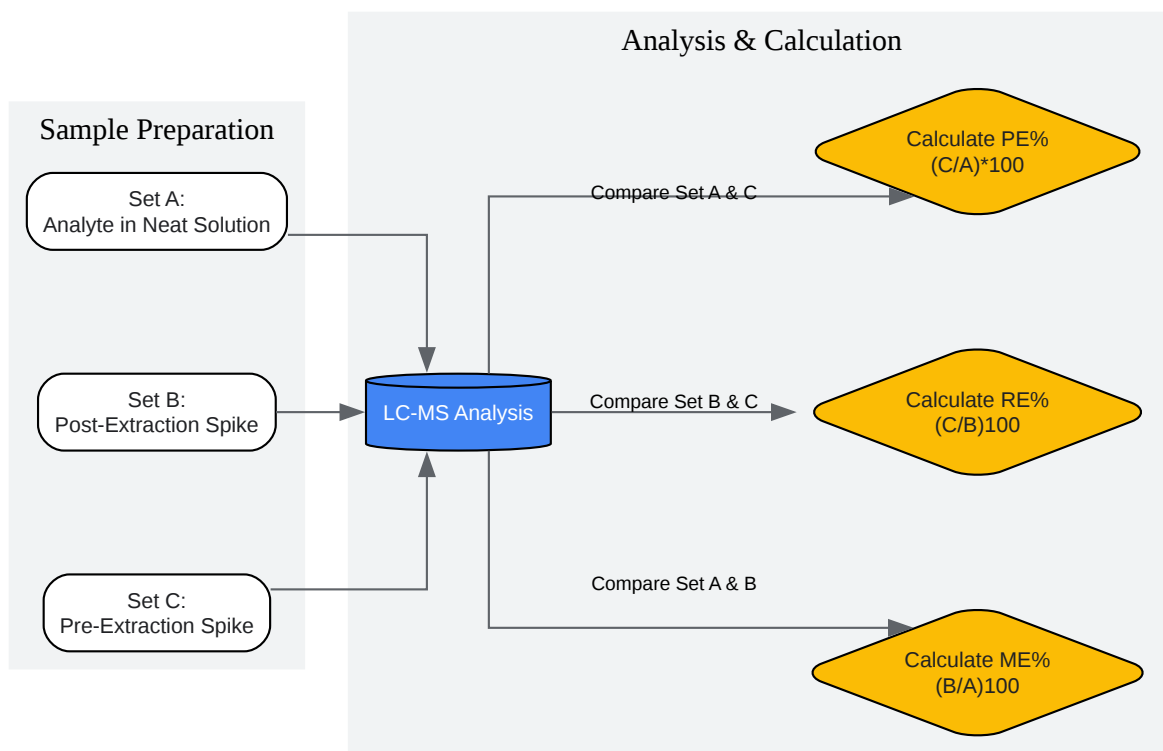 Analysis & Calculation
Sample Preparation
Set A:
Analyte in Neat Solution
Set B:
Post-Extraction Spike
Set C:
Pre-Extraction Spike
LC-MS Analysis
Compare Set A & C
Compare Set B & C
Compare Set A & B
Calculate PE%
(C/A)*100
Calculate RE%
(C/B)100
Calculate ME%
(B/A)100